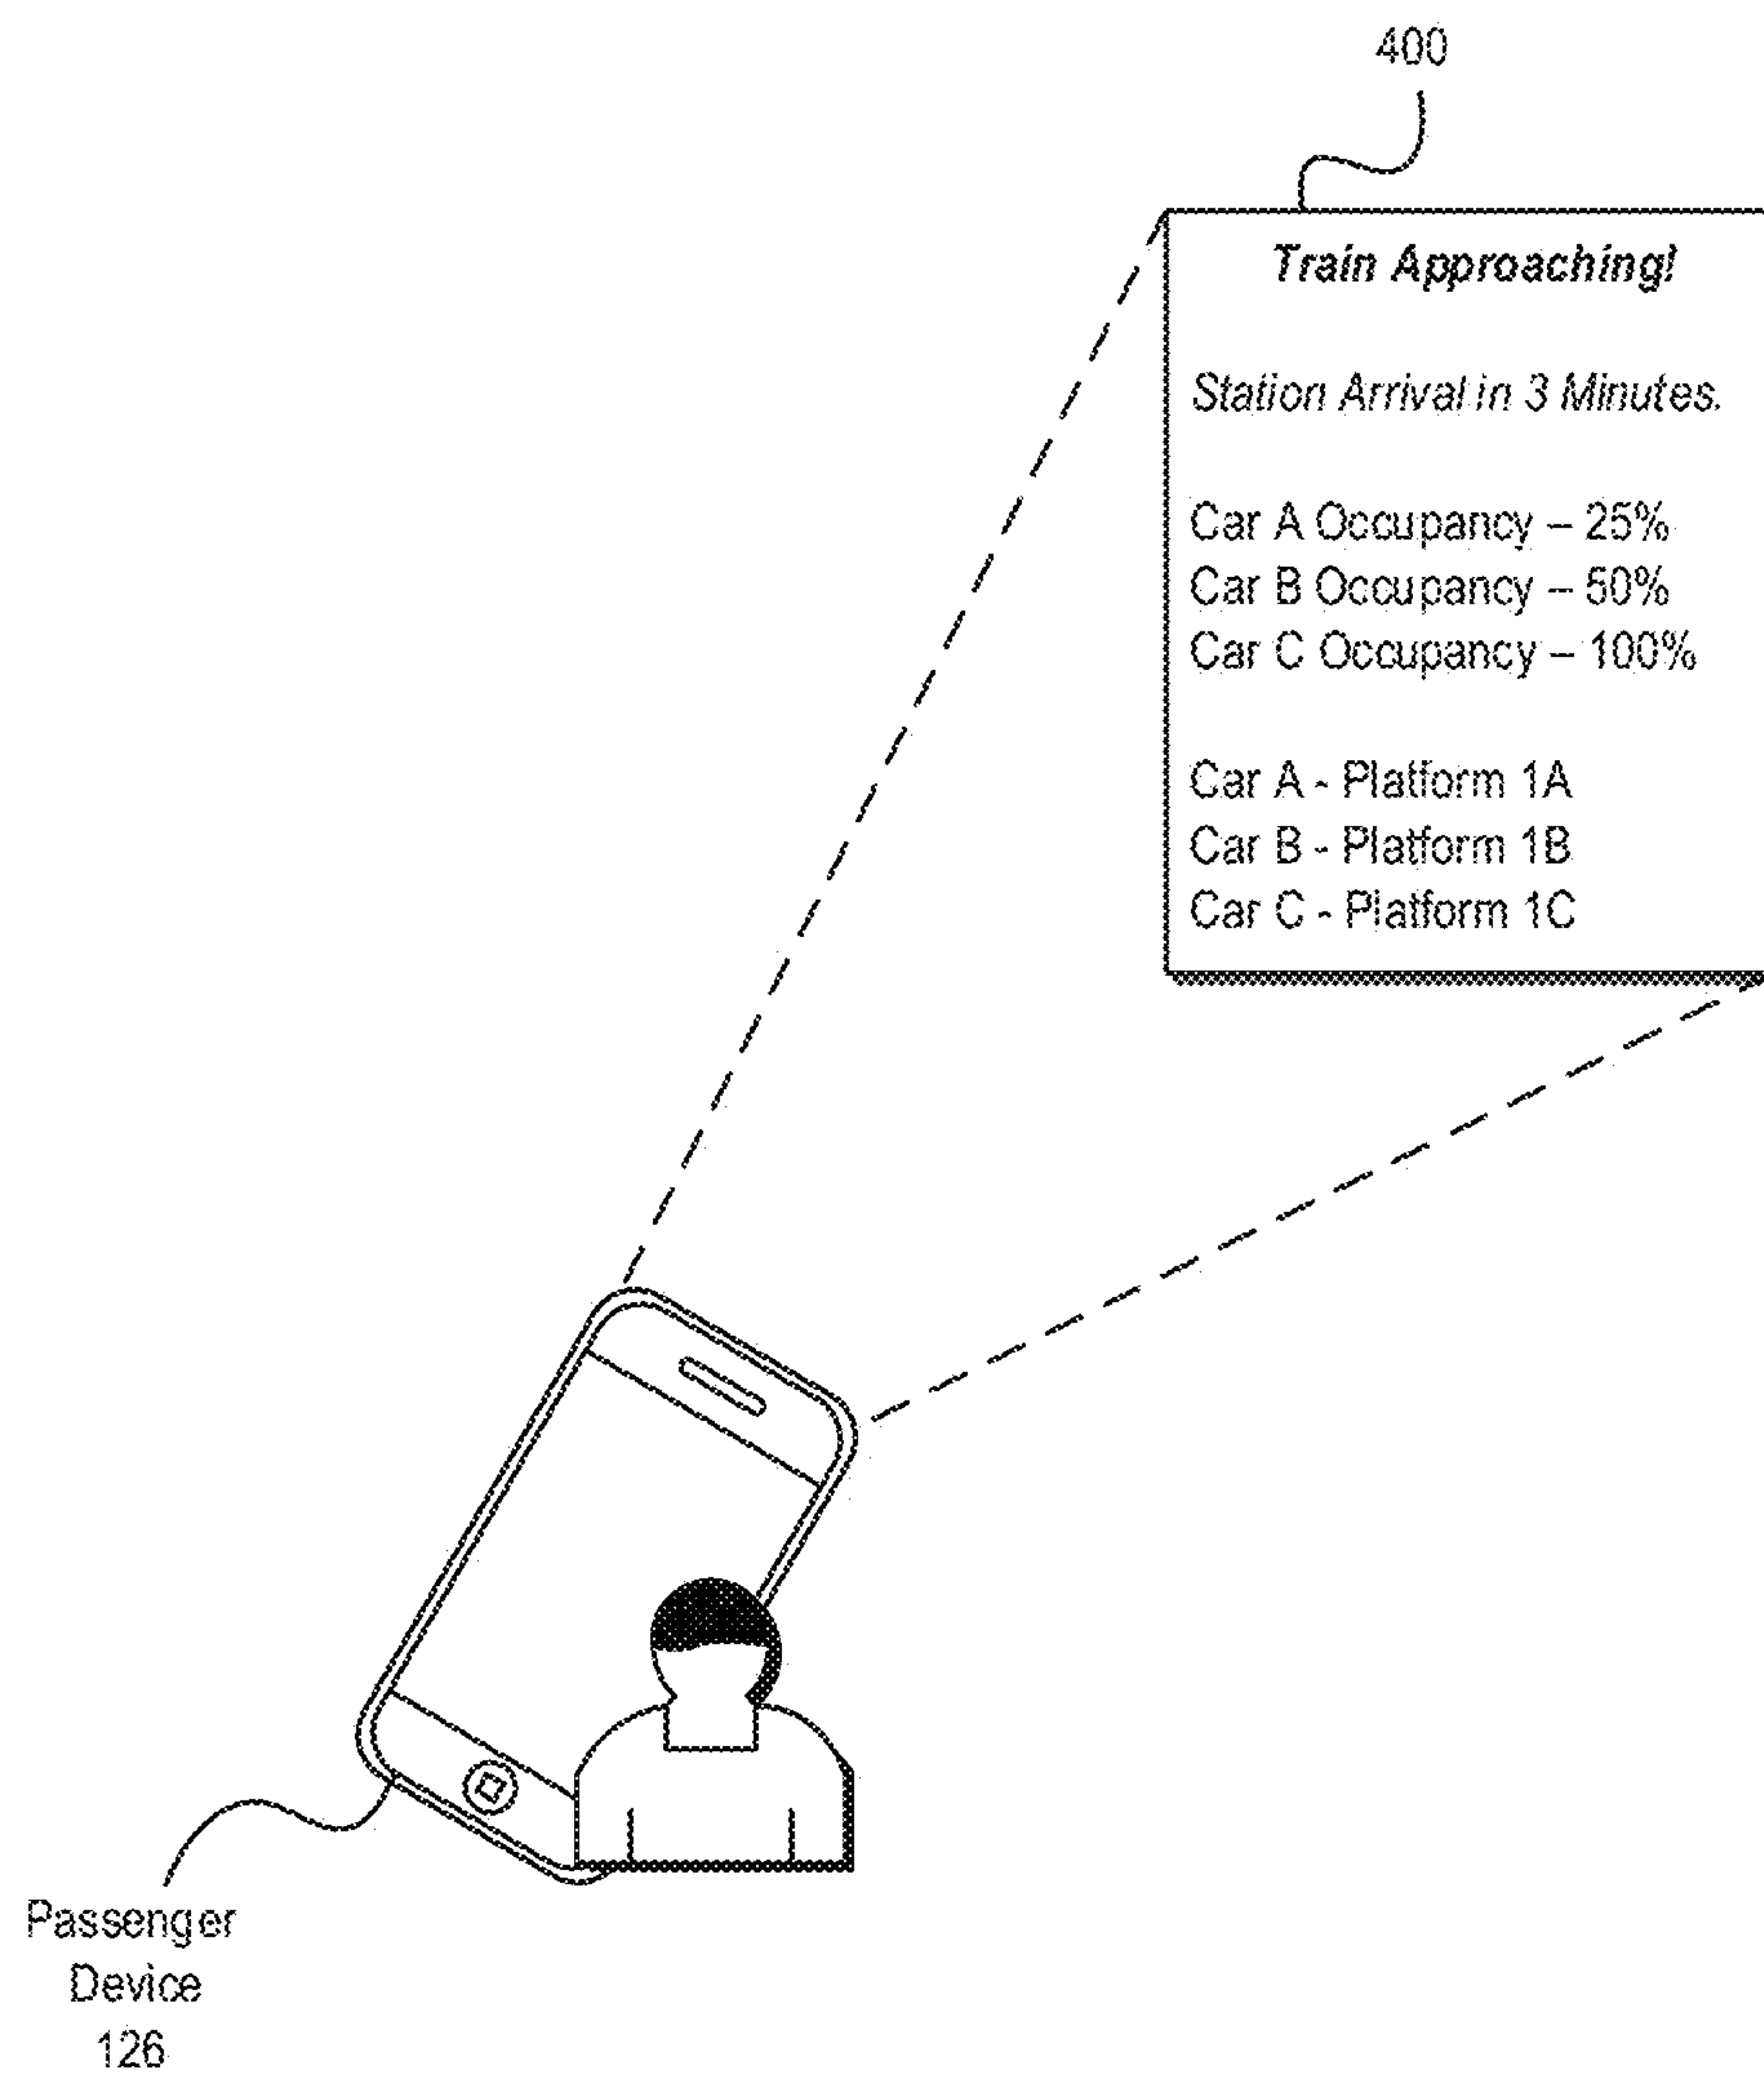 400
Train Approaching!
Station Arrival in 3 Minutes.
Car A Occupancy – 25%
Car B Occupancy – 50%
Car C Occupancy – 100%
Car A - Platform 1A
Car B - Platform 1B
Car C - Platform 1C
Passenger
Device
126